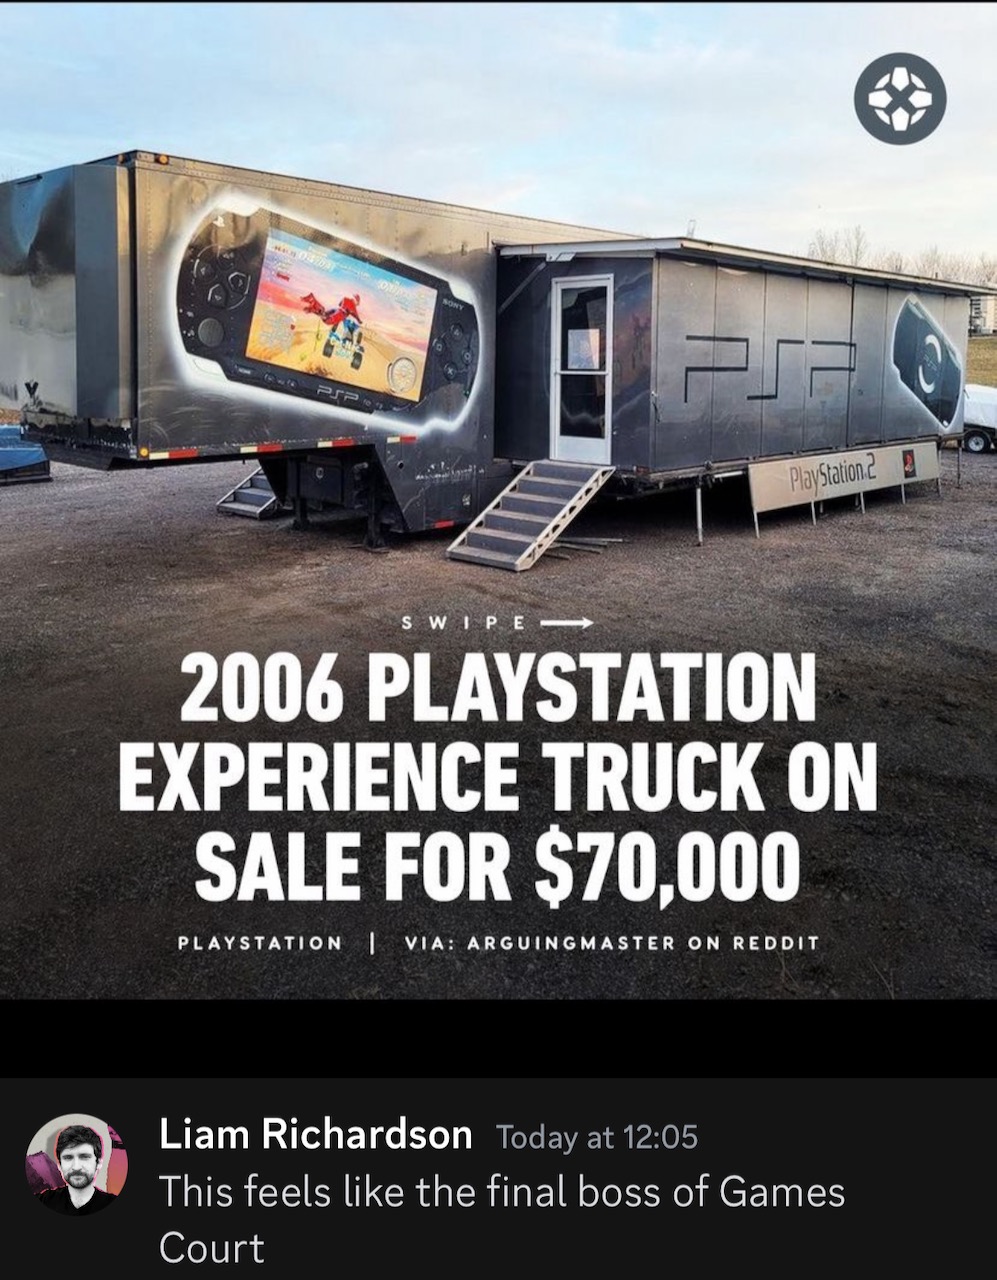 SONY
PSP
PSP
PlayStation 2
SWIPE
2006 PLAYSTATION
EXPERIENCE TRUCK ON
SALE FOR $70,000
PLAYSTATION | VIA: ARGUINGMASTER ON REDDIT
Liam Richardson Today at 12:05
This feels like the final boss of Games
Court